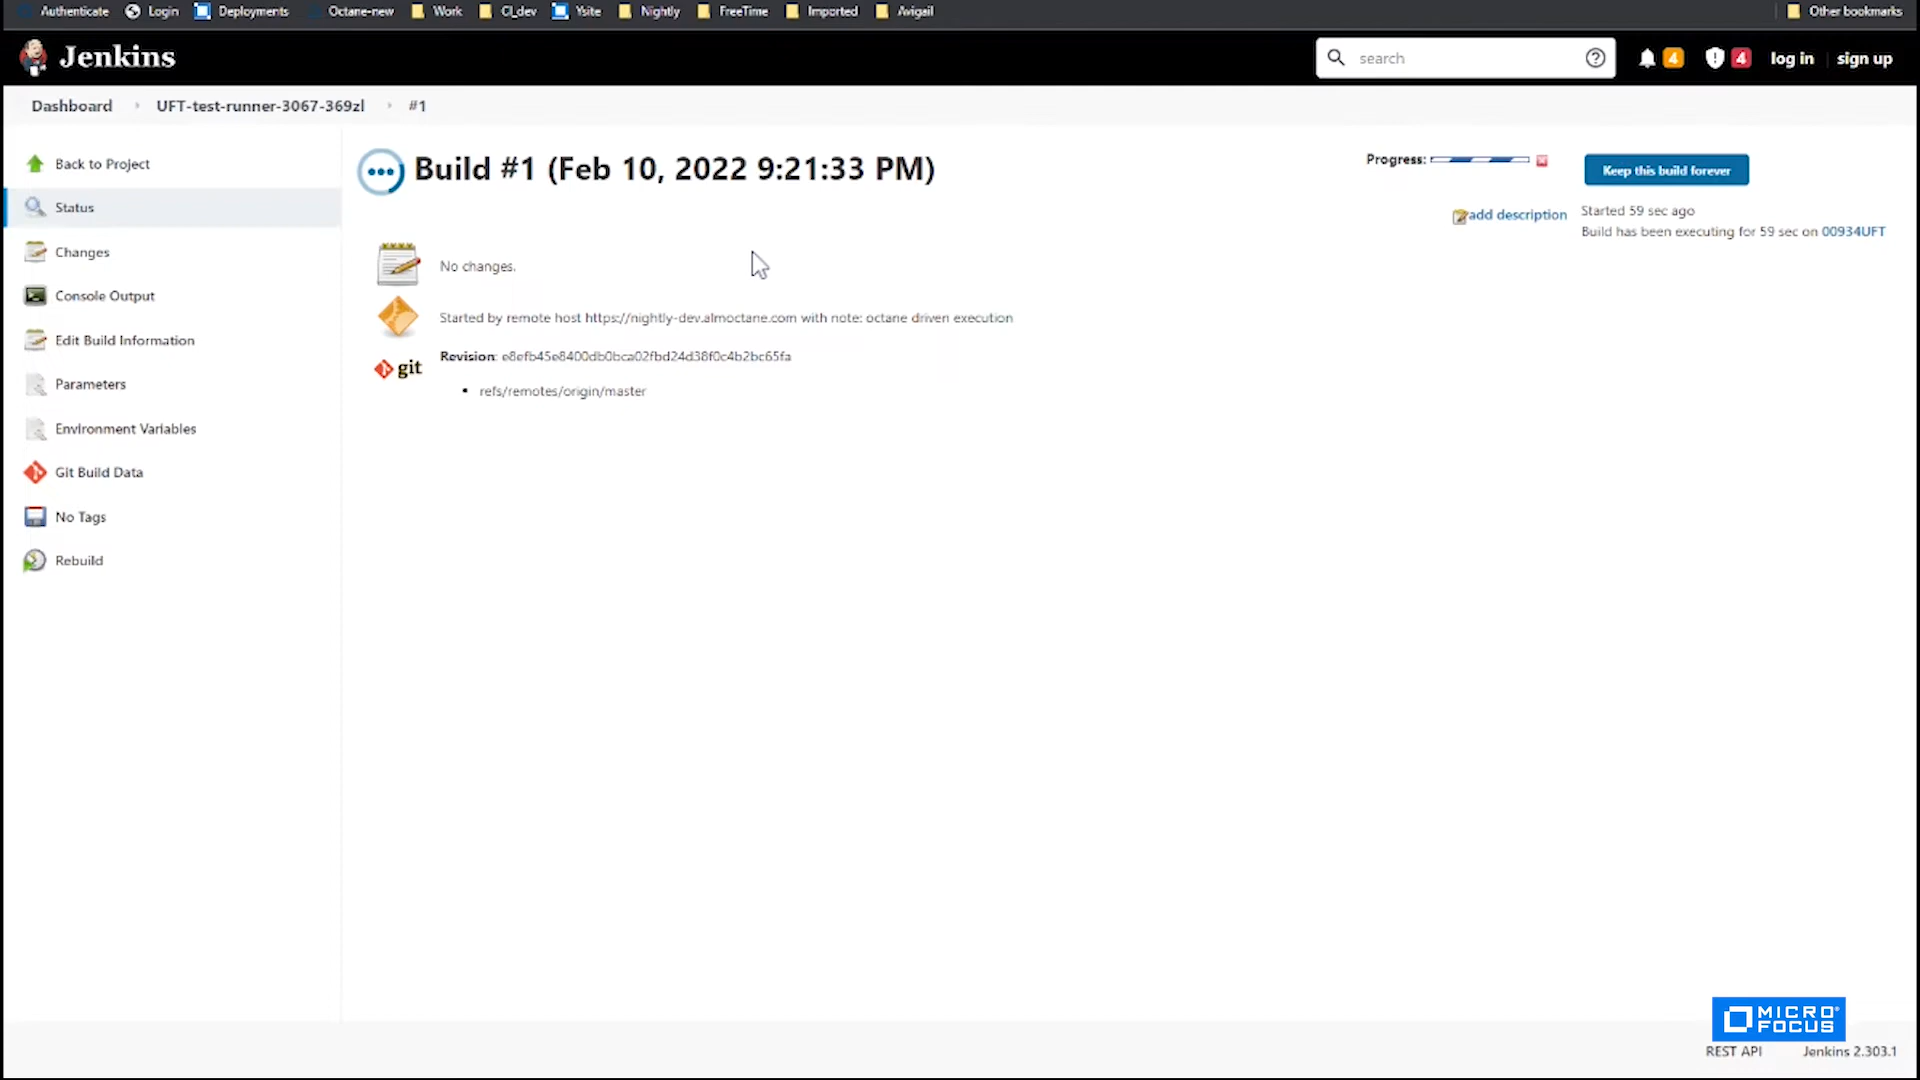 Authenticate Login Deployments Octane-new Work CI_dev Ysite Nightly FreeTime Imported Avigail Other bookmarks
Jenkins search 4 4 log in sign up
Dashboard UFT-test-runner-3067-369zl #1
Back to Project
Status
Changes
Console Output
Edit Build Information
Parameters
Environment Variables
Git Build Data
No Tags
Rebuild
Build #1 (Feb 10, 2022 9:21:33 PM)
Progress:
Keep this build forever
add description
Started 59 sec ago
Build has been executing for 59 sec on 00934UFT
No changes.
Started by remote host https://nightly-dev.almoctane.com with note: octane driven execution
git
Revision: e8efb45e8400db0bca02fbd24d38f0c4b2bc65fa
• refs/remotes/origin/master
MICRO
FOCUS
REST API Jenkins 2.303.1